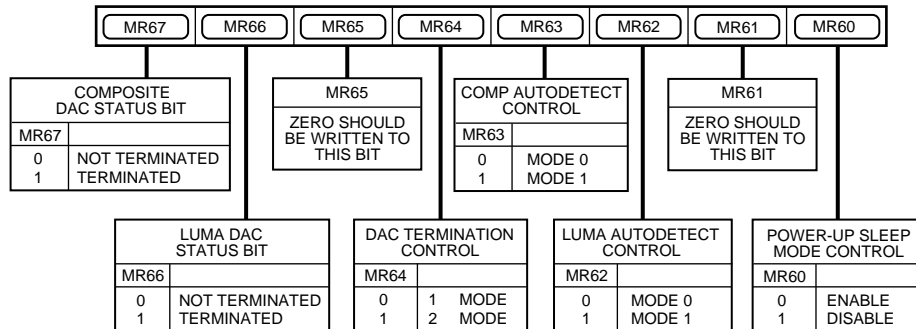 MR67 MR66 MR65 MR64 MR63 MR62 MR61 MR60
COMPOSITE
DAC STATUS BIT
MR67
0 NOT TERMINATED
1 TERMINATED
MR65
ZERO SHOULD
BE WRITTEN TO
THIS BIT
COMP AUTODETECT
CONTROL
MR63
0 MODE 0
1 MODE 1
MR61
ZERO SHOULD
BE WRITTEN TO
THIS BIT
LUMA DAC
STATUS BIT
MR66
0 NOT TERMINATED
1 TERMINATED
DAC TERMINATION
CONTROL
MR64
0 1 MODE
1 2 MODE
LUMA AUTODETECT
CONTROL
MR62
0 MODE 0
1 MODE 1
POWER-UP SLEEP
MODE CONTROL
MR60
0 ENABLE
1 DISABLE